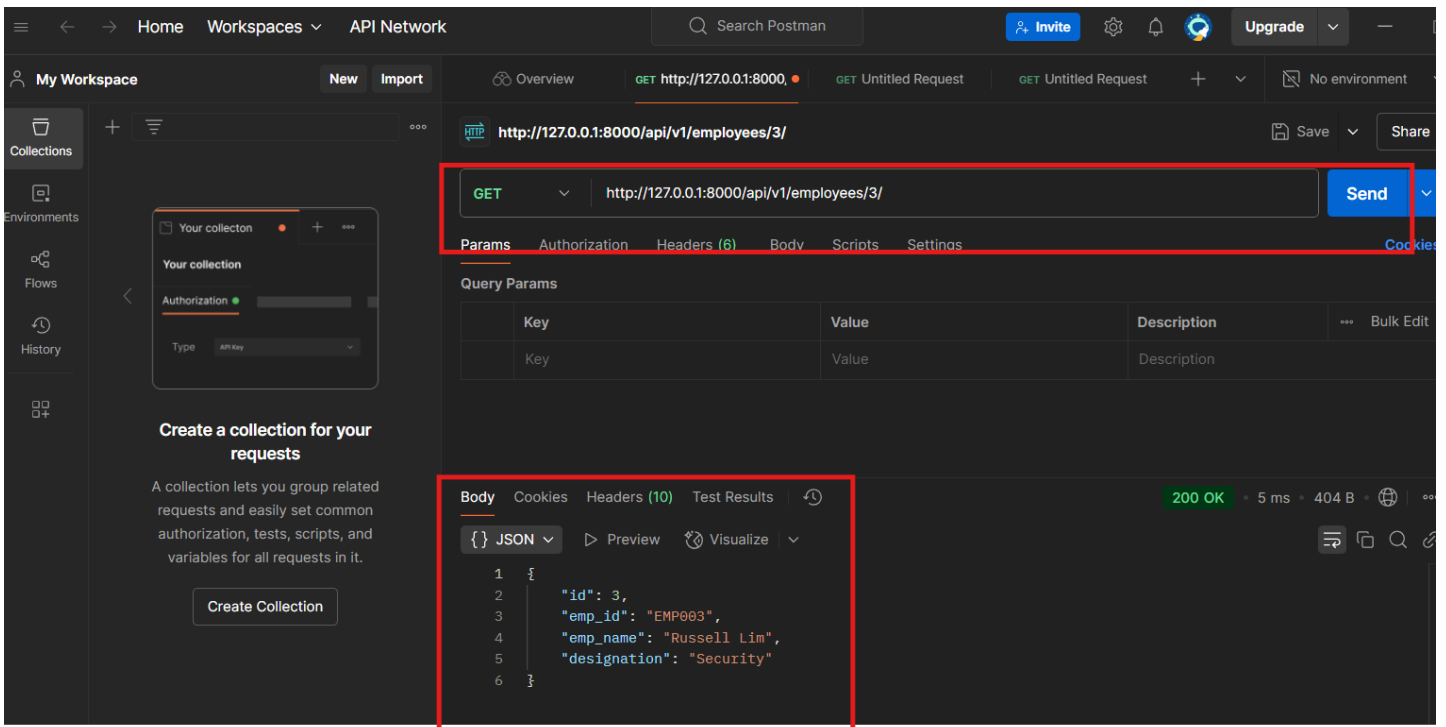 Home Workspaces API Network Search Postman Invite Upgrade
My Workspace New Import Overview GET http://127.0.0.1:8000, GET Untitled Request GET Untitled Request No environment
Collections
Environments
Flows
History
Your collecton
Your collection
Authorization
Type API Key
Create a collection for your
requests
A collection lets you group related
requests and easily set common
authorization, tests, scripts, and
variables for all requests in it.
Create Collection
HTTP http://127.0.0.1:8000/api/v1/employees/3/ Save Share
GET http://127.0.0.1:8000/api/v1/employees/3/ Send
Params Authorization Headers (6) Body Scripts Settings Cookies
Query Params
Key Value Description Bulk Edit
Key Value Description
Body Cookies Headers (10) Test Results 200 OK 5 ms 404 B
{} JSON Preview Visualize
1 {
2 "id": 3,
3 "emp_id": "EMP003",
4 "emp_name": "Russell Lim",
5 "designation": "Security"
6 }